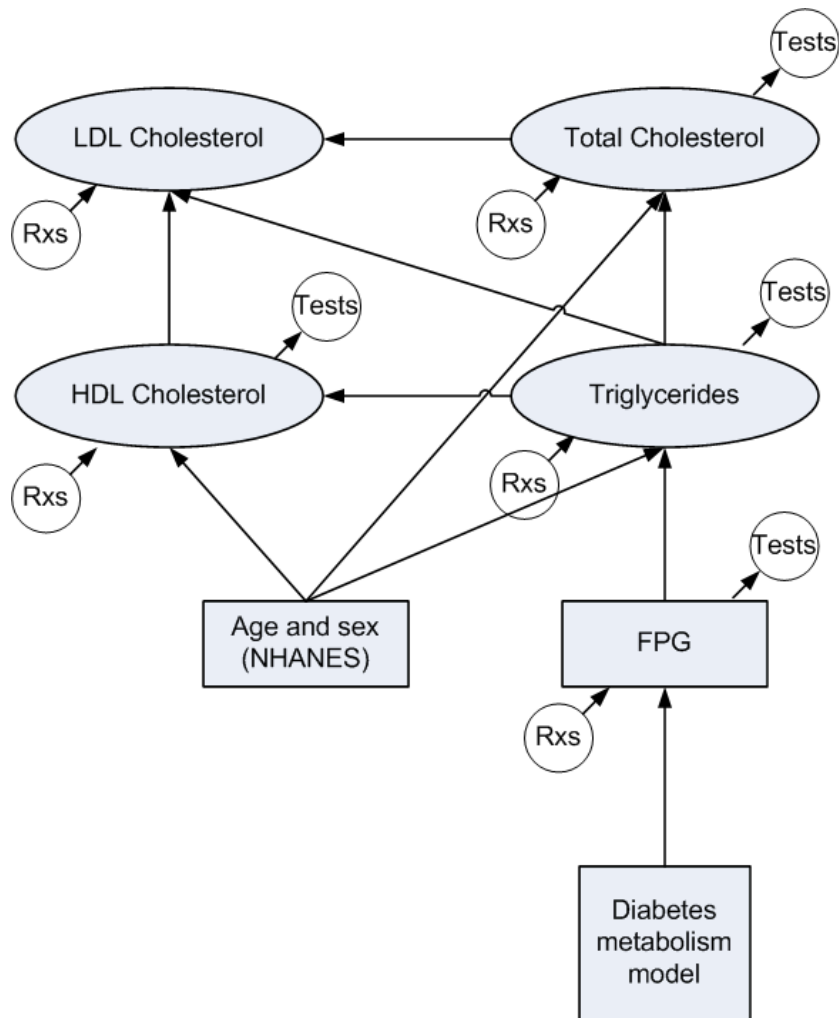 Tests
LDL Cholesterol
Total Cholesterol
Rxs
Rxs
Tests
Tests
HDL Cholesterol
Triglycerides
Rxs
Rxs
Tests
Age and sex
(NHANES)
FPG
Rxs
Diabetes
metabolism
model